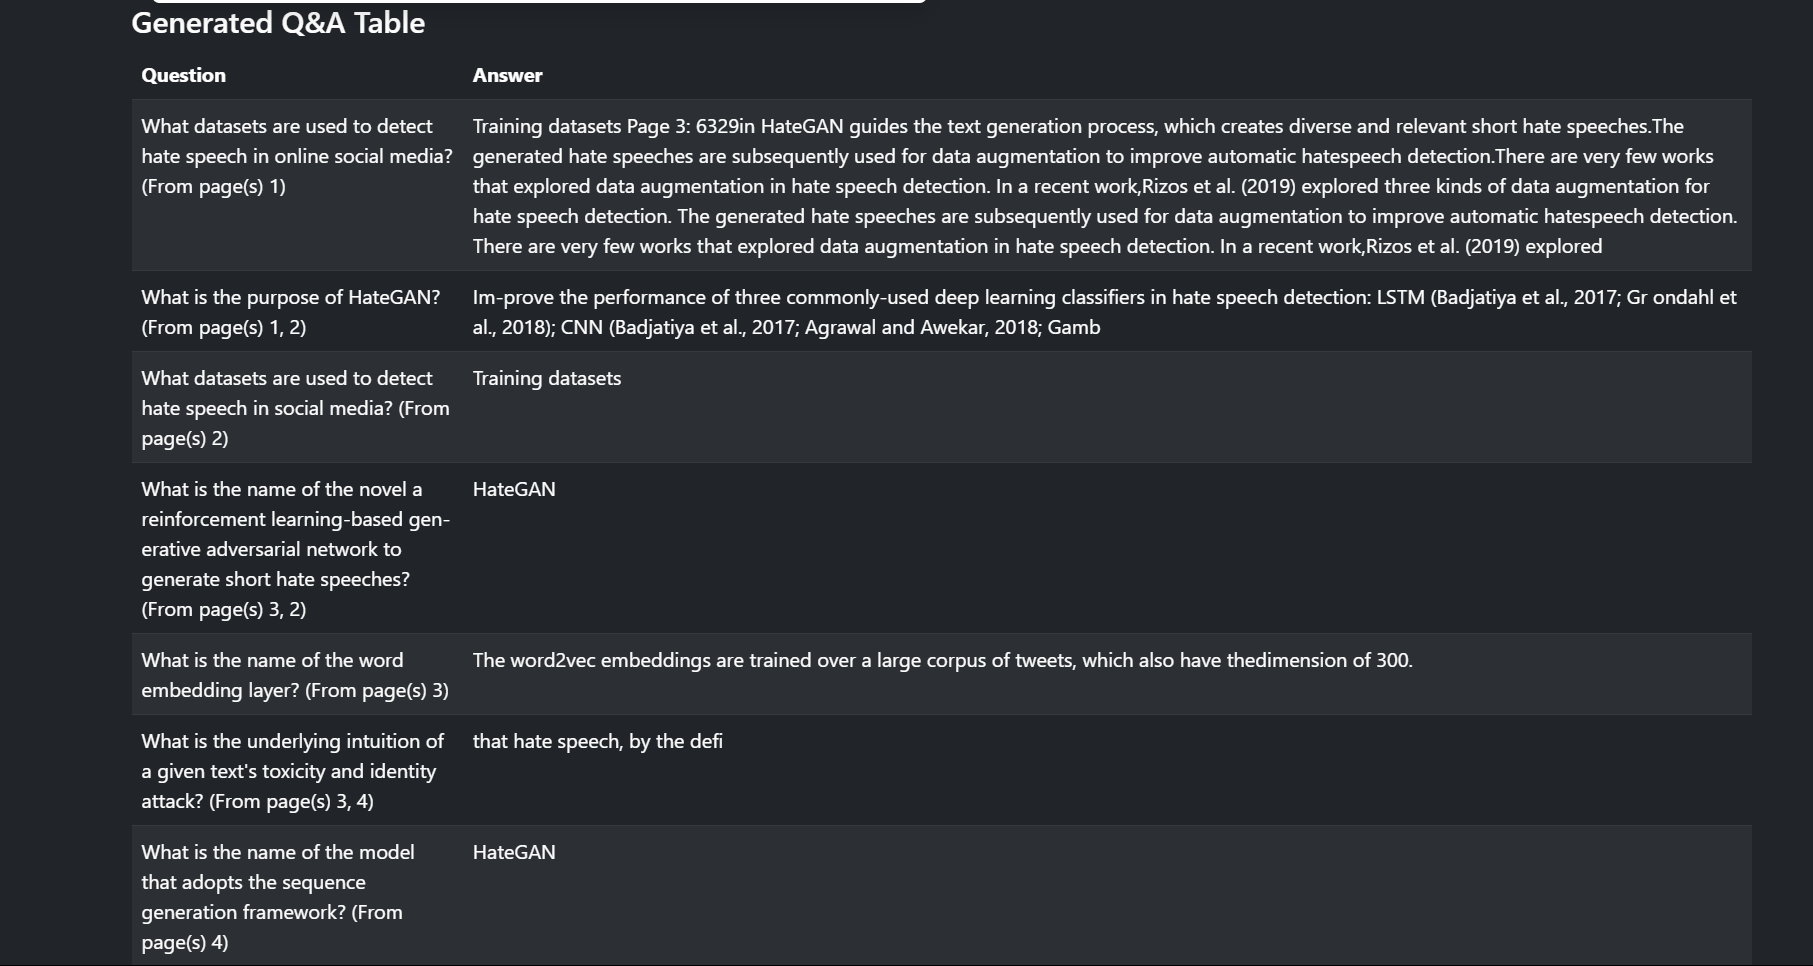 Generated Q&A Table
Question Answer
What datasets are used to detect
hate speech in online social media?
(From page(s) 1)
Training datasets Page 3: 6329in HateGAN guides the text generation process, which creates diverse and relevant short hate speeches.The
generated hate speeches are subsequently used for data augmentation to improve automatic hatespeech detection.There are very few works
that explored data augmentation in hate speech detection. In a recent work,Rizos et al. (2019) explored three kinds of data augmentation for
hate speech detection. The generated hate speeches are subsequently used for data augmentation to improve automatic hatespeech detection.
There are very few works that explored data augmentation in hate speech detection. In a recent work,Rizos et al. (2019) explored
What is the purpose of HateGAN?
(From page(s) 1, 2)
Im-prove the performance of three commonly-used deep learning classifiers in hate speech detection: LSTM (Badjatiya et al., 2017; Gr ondahl et
al., 2018); CNN (Badjatiya et al., 2017; Agrawal and Awekar, 2018; Gamb
What datasets are used to detect
hate speech in social media? (From
page(s) 2)
Training datasets
What is the name of the novel a
reinforcement learning-based gen-
erative adversarial network to
generate short hate speeches?
(From page(s) 3, 2)
HateGAN
What is the name of the word
embedding layer? (From page(s) 3)
The word2vec embeddings are trained over a large corpus of tweets, which also have thedimension of 300.
What is the underlying intuition of
a given text's toxicity and identity
attack? (From page(s) 3, 4)
that hate speech, by the defi
What is the name of the model
that adopts the sequence
generation framework? (From
page(s) 4)
HateGAN